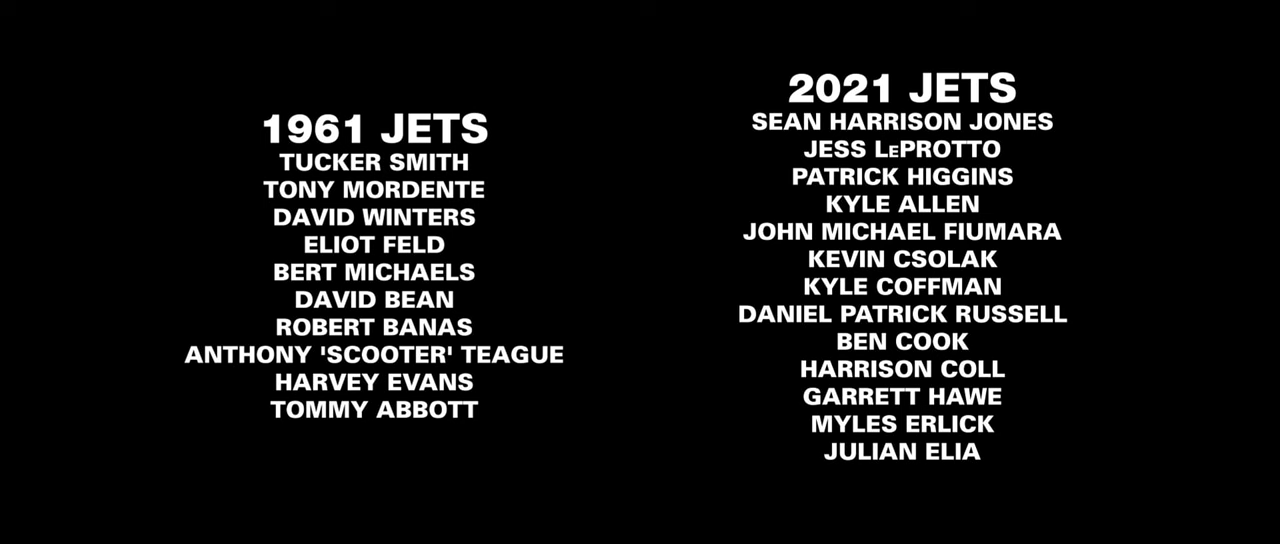 1961 JETS
TUCKER SMITH
TONY MORDENTE
DAVID WINTERS
ELIOT FELD
BERT MICHAELS
DAVID BEAN
ROBERT BANAS
ANTHONY 'SCOOTER' TEAGUE
HARVEY EVANS
TOMMY ABBOTT
2021 JETS
SEAN HARRISON JONES
JESS LEPROTTO
PATRICK HIGGINS
KYLE ALLEN
JOHN MICHAEL FIUMARA
KEVIN CSOLAK
KYLE COFFMAN
DANIEL PATRICK RUSSELL
BEN COOK
HARRISON COLL
GARRETT HAWE
MYLES ERLICK
JULIAN ELIA